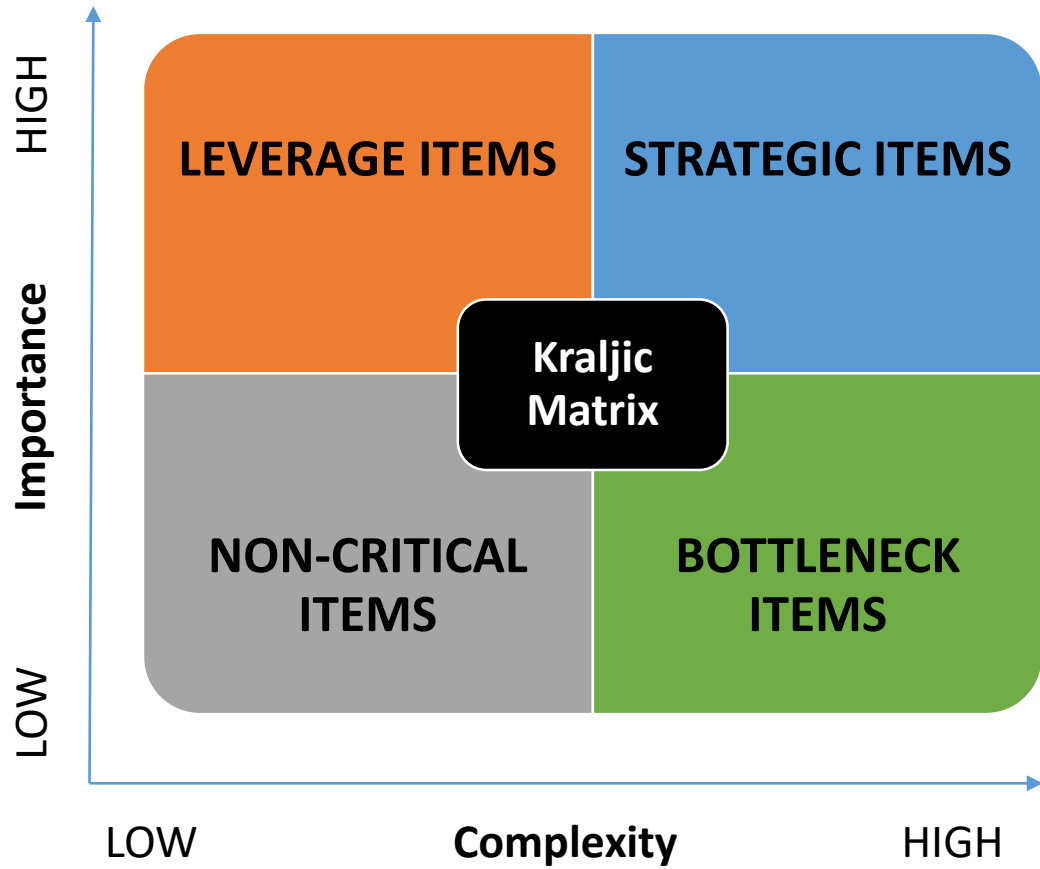 HIGH
LEVERAGE ITEMS
STRATEGIC ITEMS
Importance
Kraljic
Matrix
NON-CRITICAL
ITEMS
BOTTLENECK
ITEMS
LOW
LOW
Complexity
HIGH